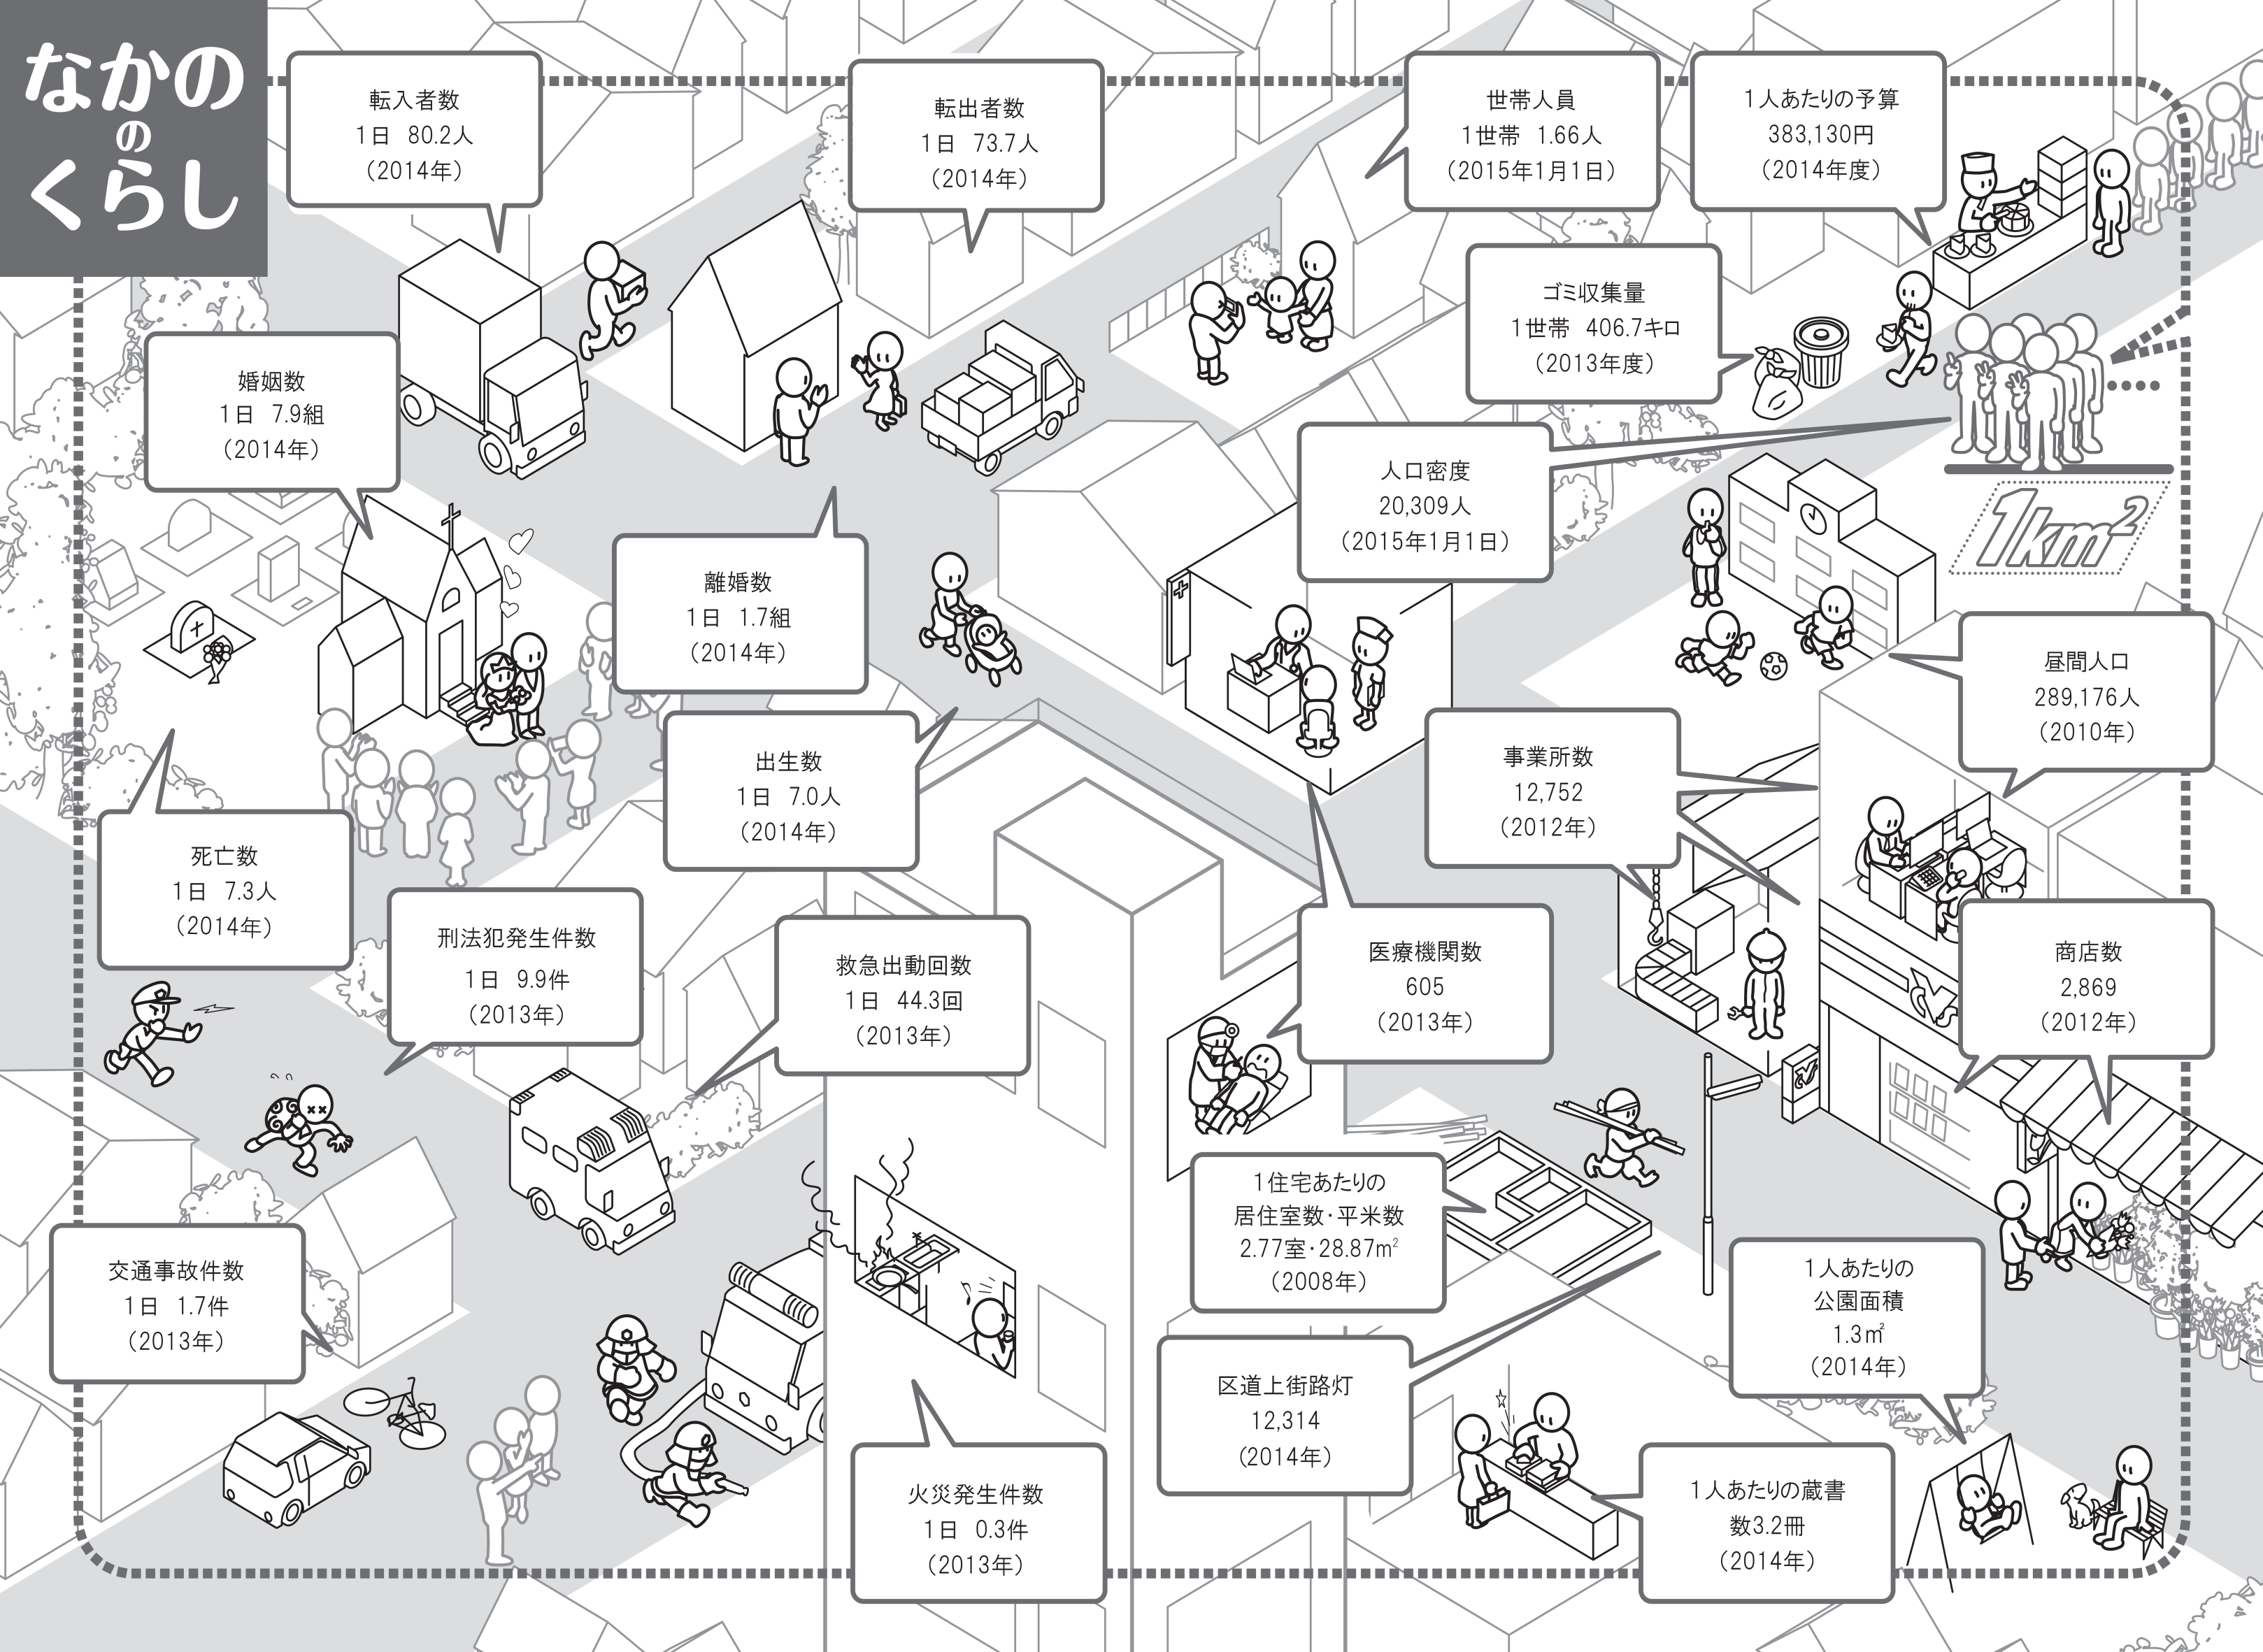 なかの
の
くらし
転入者数
1日 80.2人
(2014年)
転出者数
1日 73.7人
(2014年)
世帯人員
1世帯 1.66人
(2015年1月1日)
1人あたりの予算
383,130円
(2014年度)
ゴミ収集量
1世帯 406.7キロ
(2013年度)
婚姻数
1日 7.9組
(2014年)
人口密度
20,309人
(2015年1月1日)
1km²
離婚数
1日 1.7組
(2014年)
昼間人口
289,176人
(2010年)
出生数
1日 7.0人
(2014年)
事業所数
12,752
(2012年)
死亡数
1日 7.3人
(2014年)
刑法犯発生件数
1日 9.9件
(2013年)
救急出動回数
1日 44.3回
(2013年)
医療機関数
605
(2013年)
商店数
2,869
(2012年)
1住宅あたりの
居住室数・平米数
2.77室・28.87m²
(2008年)
交通事故件数
1日 1.7件
(2013年)
1人あたりの
公園面積
1.3㎡
(2014年)
区道上街路灯
12,314
(2014年)
火災発生件数
1日 0.3件
(2013年)
1人あたりの蔵書
数3.2冊
(2014年)